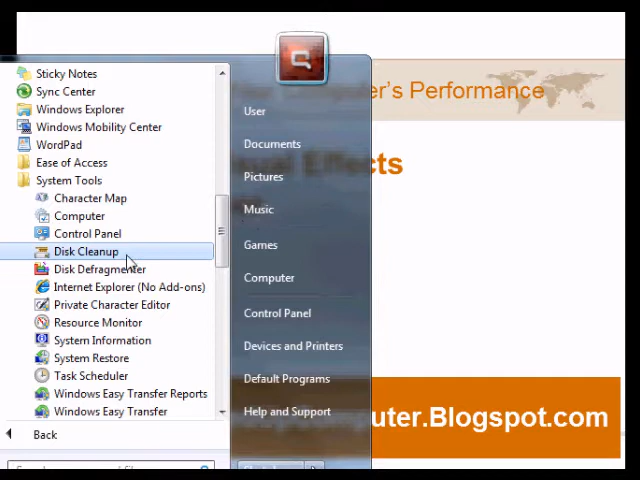 Sticky Notes
Sync Center
Windows Explorer
Windows Mobility Center
WordPad
Ease of Access
System Tools
Character Map
Computer
Control Panel
Disk Cleanup
Disk Defragmenter
Internet Explorer (No Add-ons)
Private Character Editor
Resource Monitor
System Information
System Restore
Task Scheduler
Windows Easy Transfer Reports
Windows Easy Transfer
Back
User
Documents
Pictures
Music
Games
Computer
Control Panel
Devices and Printers
Default Programs
Help and Support
er's Performance
ual Effects
uter.Blogspot.com